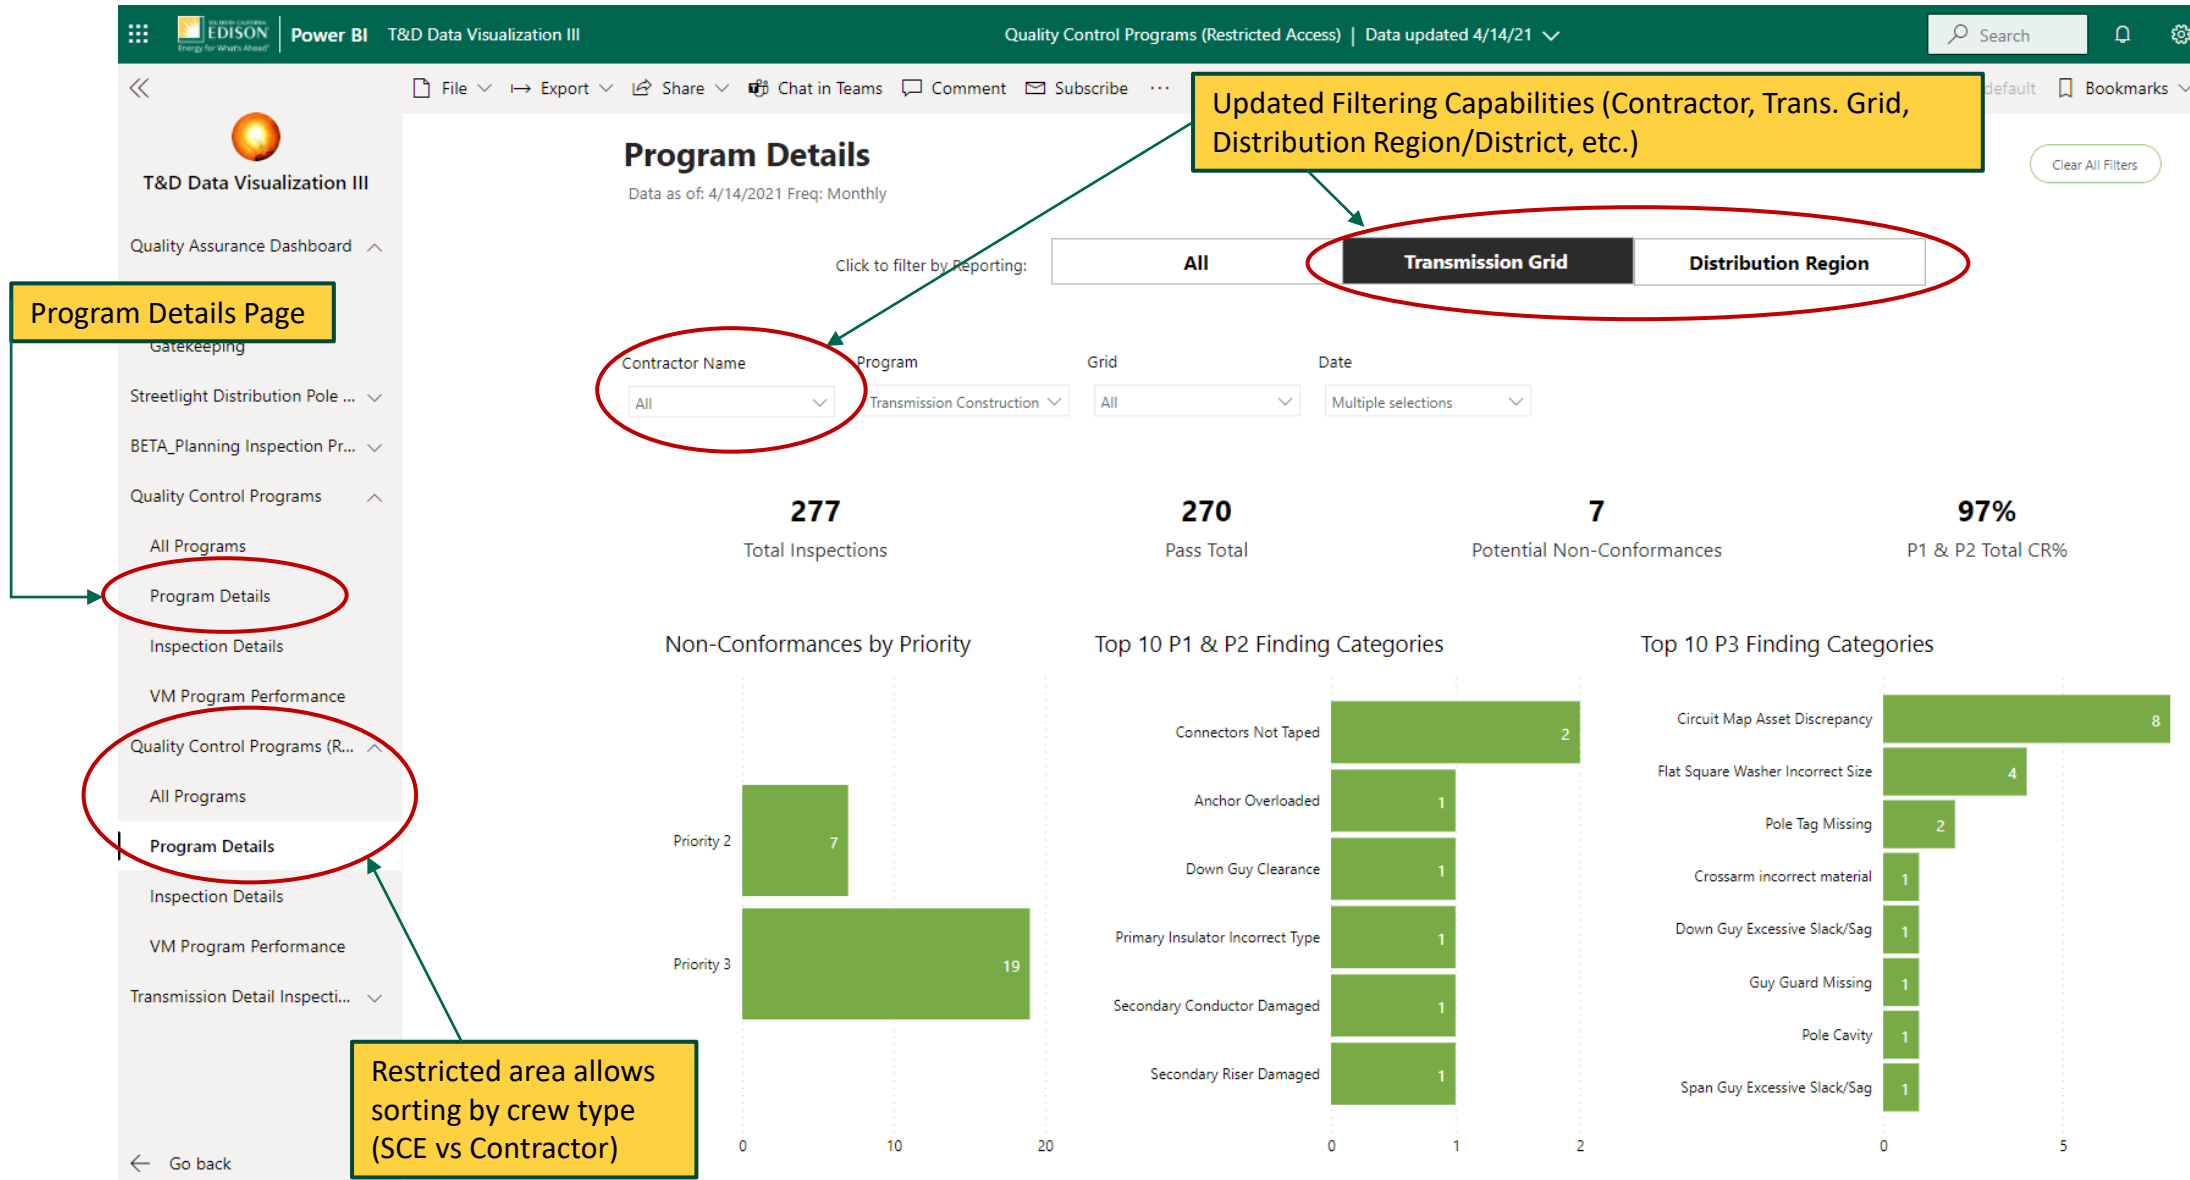 SOUTHERN CALIFORNIA
EDISON
Energy for What's Ahead®
Power BI T&D Data Visualization III
Quality Control Programs (Restricted Access) | Data updated 4/14/21
Search
File Export Share Chat in Teams Comment Subscribe ...
default Bookmarks
Updated Filtering Capabilities (Contractor, Trans. Grid,
Distribution Region/District, etc.)
T&D Data Visualization III
Program Details
Data as of: 4/14/2021 Freq: Monthly
Clear All Filters
Quality Assurance Dashboard
Program Details Page
Gatekeeping
Streetlight Distribution Pole ...
BETA_Planning Inspection Pr...
Quality Control Programs
All Programs
Program Details
Inspection Details
VM Program Performance
Quality Control Programs (R...
All Programs
Program Details
Inspection Details
VM Program Performance
Transmission Detail Inspecti...
Go back
Restricted area allows
sorting by crew type
(SCE vs Contractor)
Click to filter by Reporting:
All
Transmission Grid
Distribution Region
Contractor Name
All
Program
Transmission Construction
Grid
All
Date
Multiple selections
277
Total Inspections
270
Pass Total
7
Potential Non-Conformances
97%
P1 & P2 Total CR%
Non-Conformances by Priority
Priority 2 7
Priority 3 19
0 10 20
Top 10 P1 & P2 Finding Categories
Connectors Not Taped 2
Anchor Overloaded 1
Down Guy Clearance 1
Primary Insulator Incorrect Type 1
Secondary Conductor Damaged 1
Secondary Riser Damaged 1
0 1 2
Top 10 P3 Finding Categories
Circuit Map Asset Discrepancy 8
Flat Square Washer Incorrect Size 4
Pole Tag Missing 2
Crossarm incorrect material 1
Down Guy Excessive Slack/Sag 1
Guy Guard Missing 1
Pole Cavity 1
Span Guy Excessive Slack/Sag 1
0 5